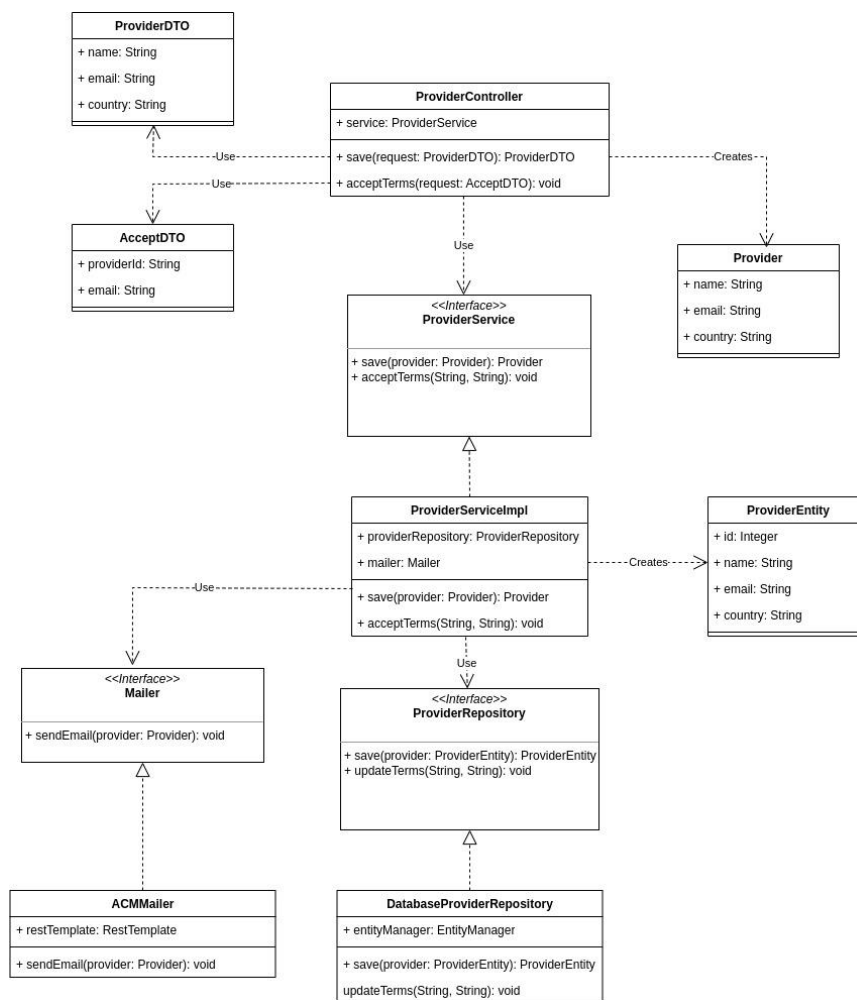 ProviderDTO
+ name: String
+ email: String
+ country: String
ProviderController
+ service: ProviderService
+ save(request: ProviderDTO): ProviderDTO
+ acceptTerms(request: AcceptDTO): void
Use
Use
Creates
AcceptDTO
+ providerId: String
+ email: String
Use
Provider
+ name: String
+ email: String
+ country: String
<<Interface>>
ProviderService
+ save(provider: Provider): Provider
+ acceptTerms(String, String): void
ProviderServiceImpl
+ providerRepository: ProviderRepository
+ mailer: Mailer
+ save(provider: Provider): Provider
+ acceptTerms(String, String): void
Creates
ProviderEntity
+ id: Integer
+ name: String
+ email: String
+ country: String
Use
Use
<<Interface>>
Mailer
+ sendEmail(provider: Provider): void
<<Interface>>
ProviderRepository
+ save(provider: ProviderEntity): ProviderEntity
+ updateTerms(String, String): void
ACMMailer
+ restTemplate: RestTemplate
+ sendEmail(provider: Provider): void
DatabaseProviderRepository
+ entityManager: EntityManager
+ save(provider: ProviderEntity): ProviderEntity
updateTerms(String, String): void